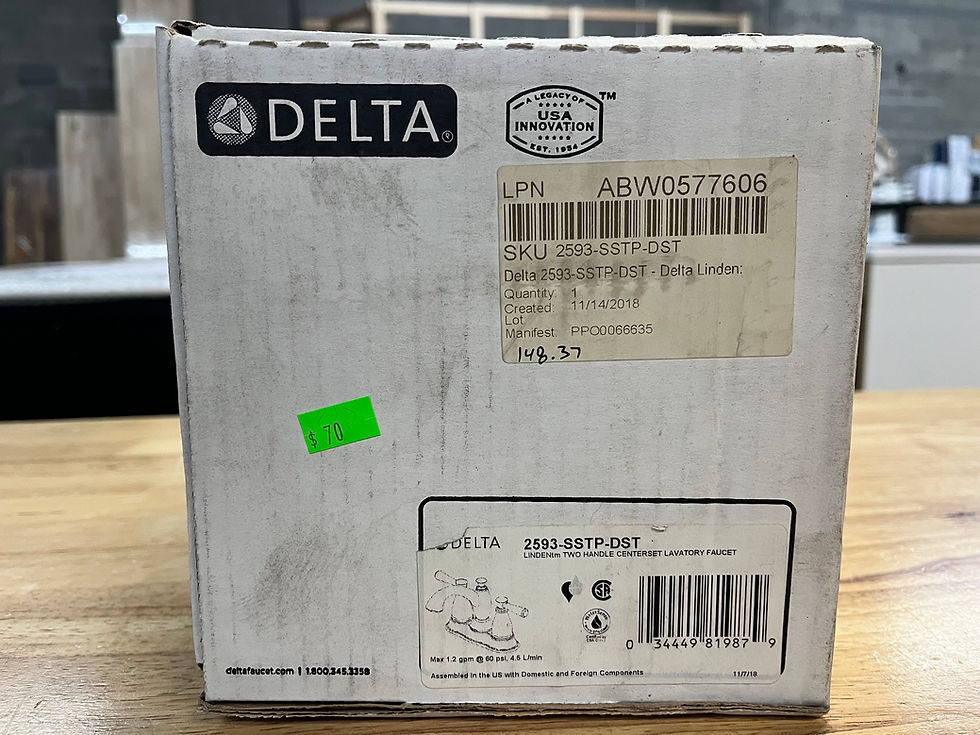 DELTA®
A LEGACY OF
USA
INNOVATION
EST. 1954
TM
LPN ABW0577606
SKU 2593-SSTP-DST
Delta 2593-SSTP-DST - Delta Linden:
Quantity: 1
Created: 11/14/2018
Lot
Manifest: PPO0066635
148.37
$ 70
DELTA 2593-SSTP-DST
LINDENtm TWO HANDLE CENTERSET LAVATORY FAUCET
0 34449 81987 9
Max 1.2 gpm @ 60 psi, 4.6 L/min
Assembled in the US with Domestic and Foreign Components 11/7/18
deltafaucet.com | 1.800.345.3358